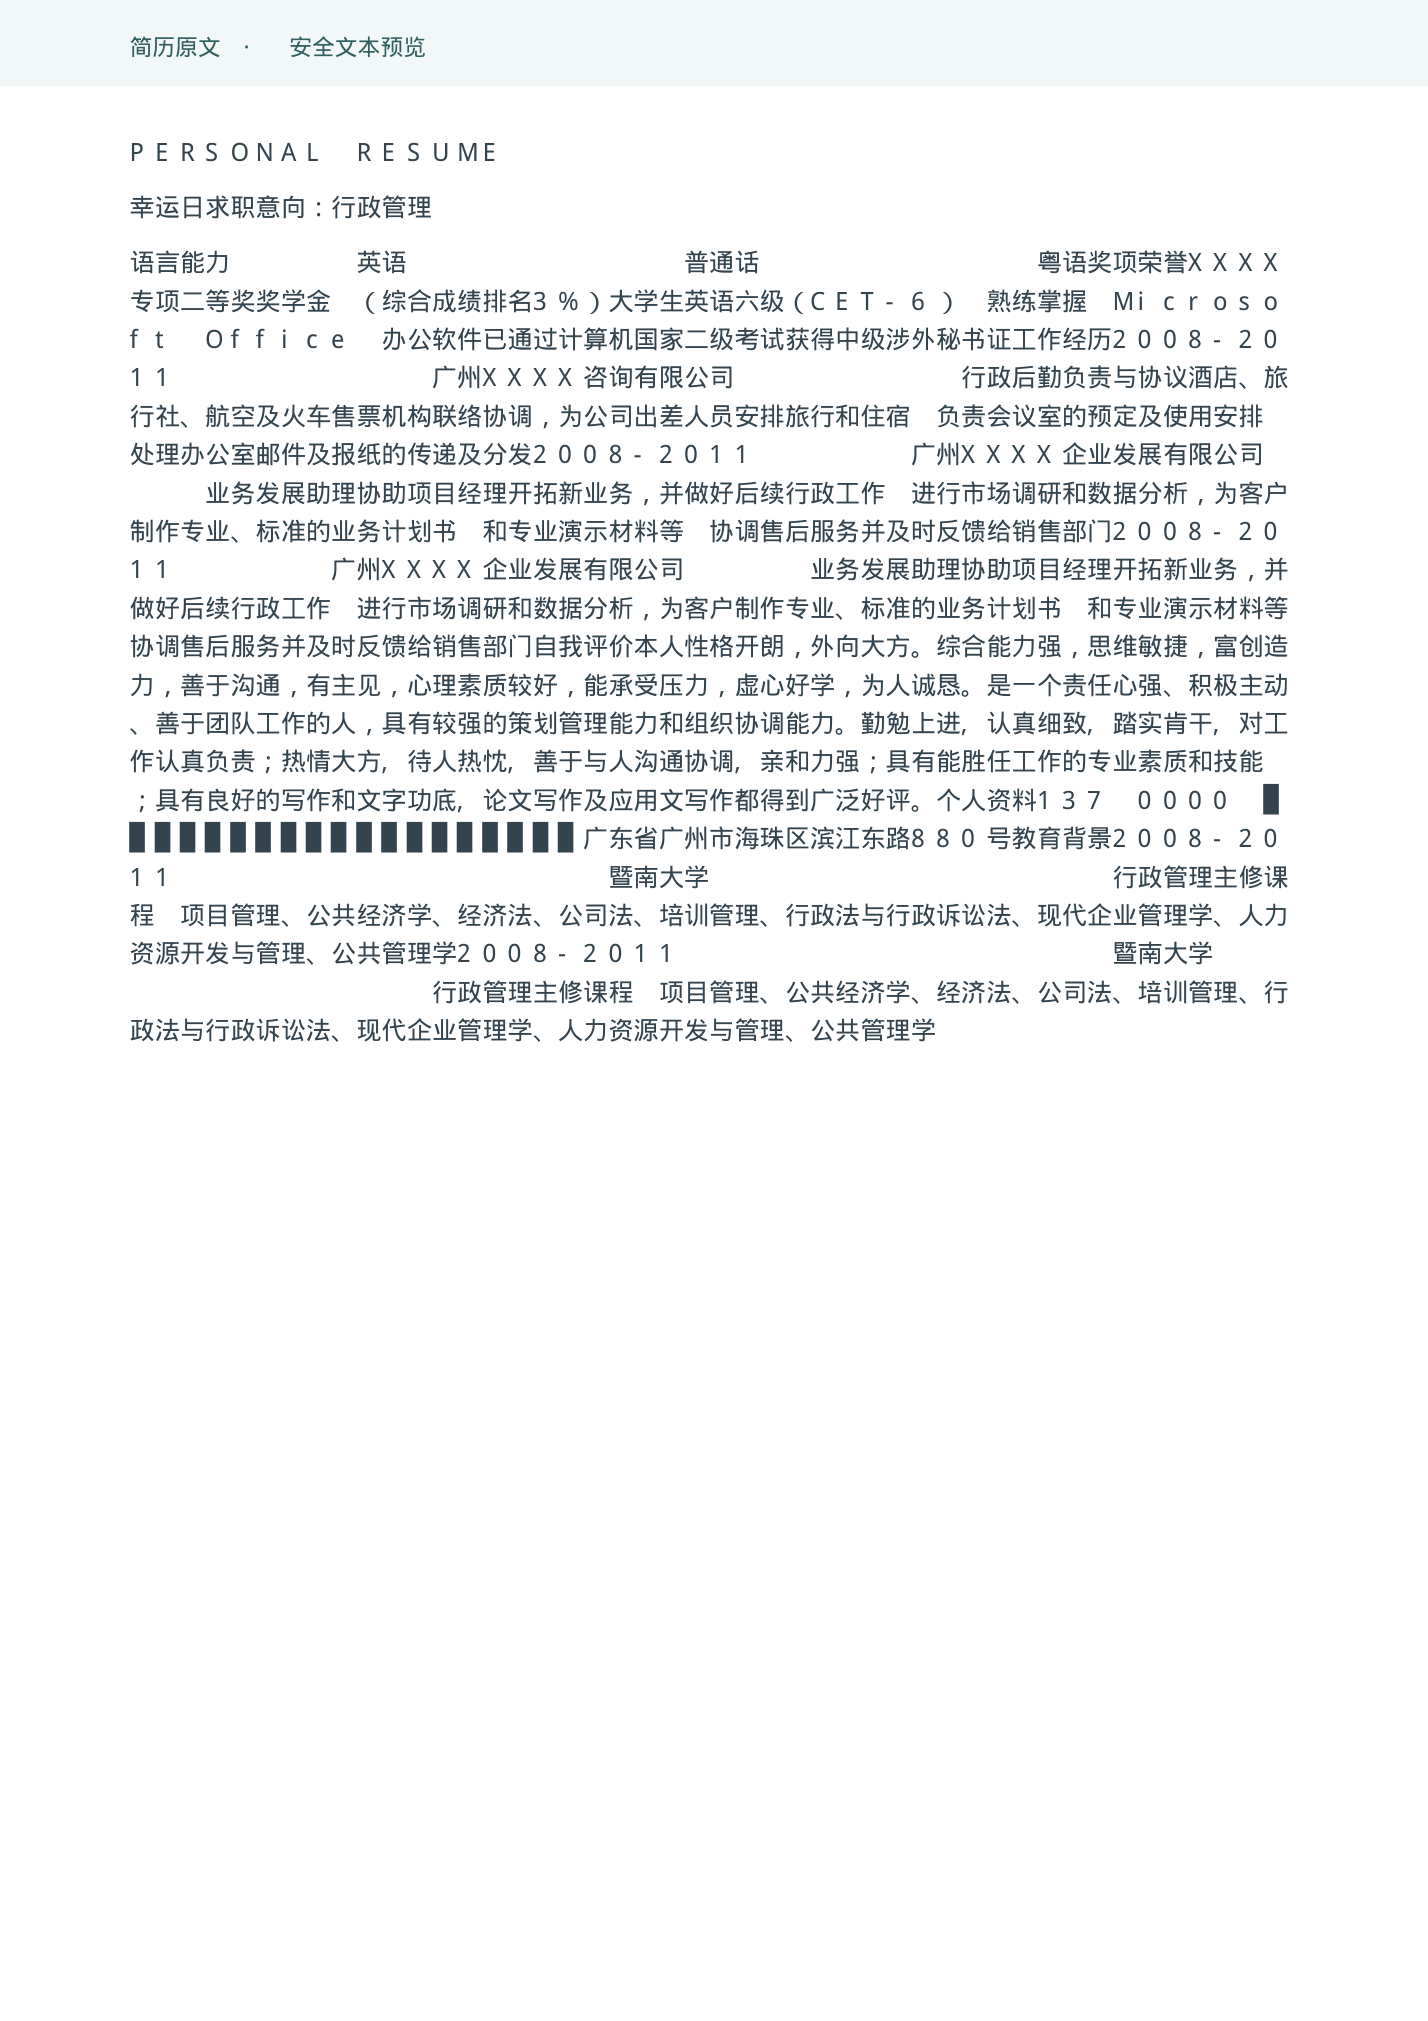 简历原文 · 安全文本预览
PERSONAL RESUME
幸运日求职意向：行政管理
语言能力 英语 普通话 粤语奖项荣誉XXXX
专项二等奖奖学金 （综合成绩排名3%）大学生英语六级（CET-6） 熟练掌握 Microso
ft Office 办公软件已通过计算机国家二级考试获得中级涉外秘书证工作经历2008-20
11 广州XXXX咨询有限公司 行政后勤负责与协议酒店、旅
行社、航空及火车售票机构联络协调，为公司出差人员安排旅行和住宿 负责会议室的预定及使用安排
处理办公室邮件及报纸的传递及分发2008-2011 广州XXXX企业发展有限公司
业务发展助理协助项目经理开拓新业务，并做好后续行政工作 进行市场调研和数据分析，为客户
制作专业、标准的业务计划书 和专业演示材料等 协调售后服务并及时反馈给销售部门2008-20
11 广州XXXX企业发展有限公司 业务发展助理协助项目经理开拓新业务，并
做好后续行政工作 进行市场调研和数据分析，为客户制作专业、标准的业务计划书 和专业演示材料等
协调售后服务并及时反馈给销售部门自我评价本人性格开朗，外向大方。综合能力强，思维敏捷，富创造
力，善于沟通，有主见，心理素质较好，能承受压力，虚心好学，为人诚恳。是一个责任心强、积极主动
、善于团队工作的人，具有较强的策划管理能力和组织协调能力。勤勉上进, 认真细致, 踏实肯干, 对工
作认真负责；热情大方, 待人热忱, 善于与人沟通协调, 亲和力强；具有能胜任工作的专业素质和技能
；具有良好的写作和文字功底, 论文写作及应用文写作都得到广泛好评。个人资料137 0000 █
██████████████████广东省广州市海珠区滨江东路880号教育背景2008-20
11 暨南大学 行政管理主修课
程 项目管理、公共经济学、经济法、公司法、培训管理、行政法与行政诉讼法、现代企业管理学、人力
资源开发与管理、公共管理学2008-2011 暨南大学
行政管理主修课程 项目管理、公共经济学、经济法、公司法、培训管理、行
政法与行政诉讼法、现代企业管理学、人力资源开发与管理、公共管理学